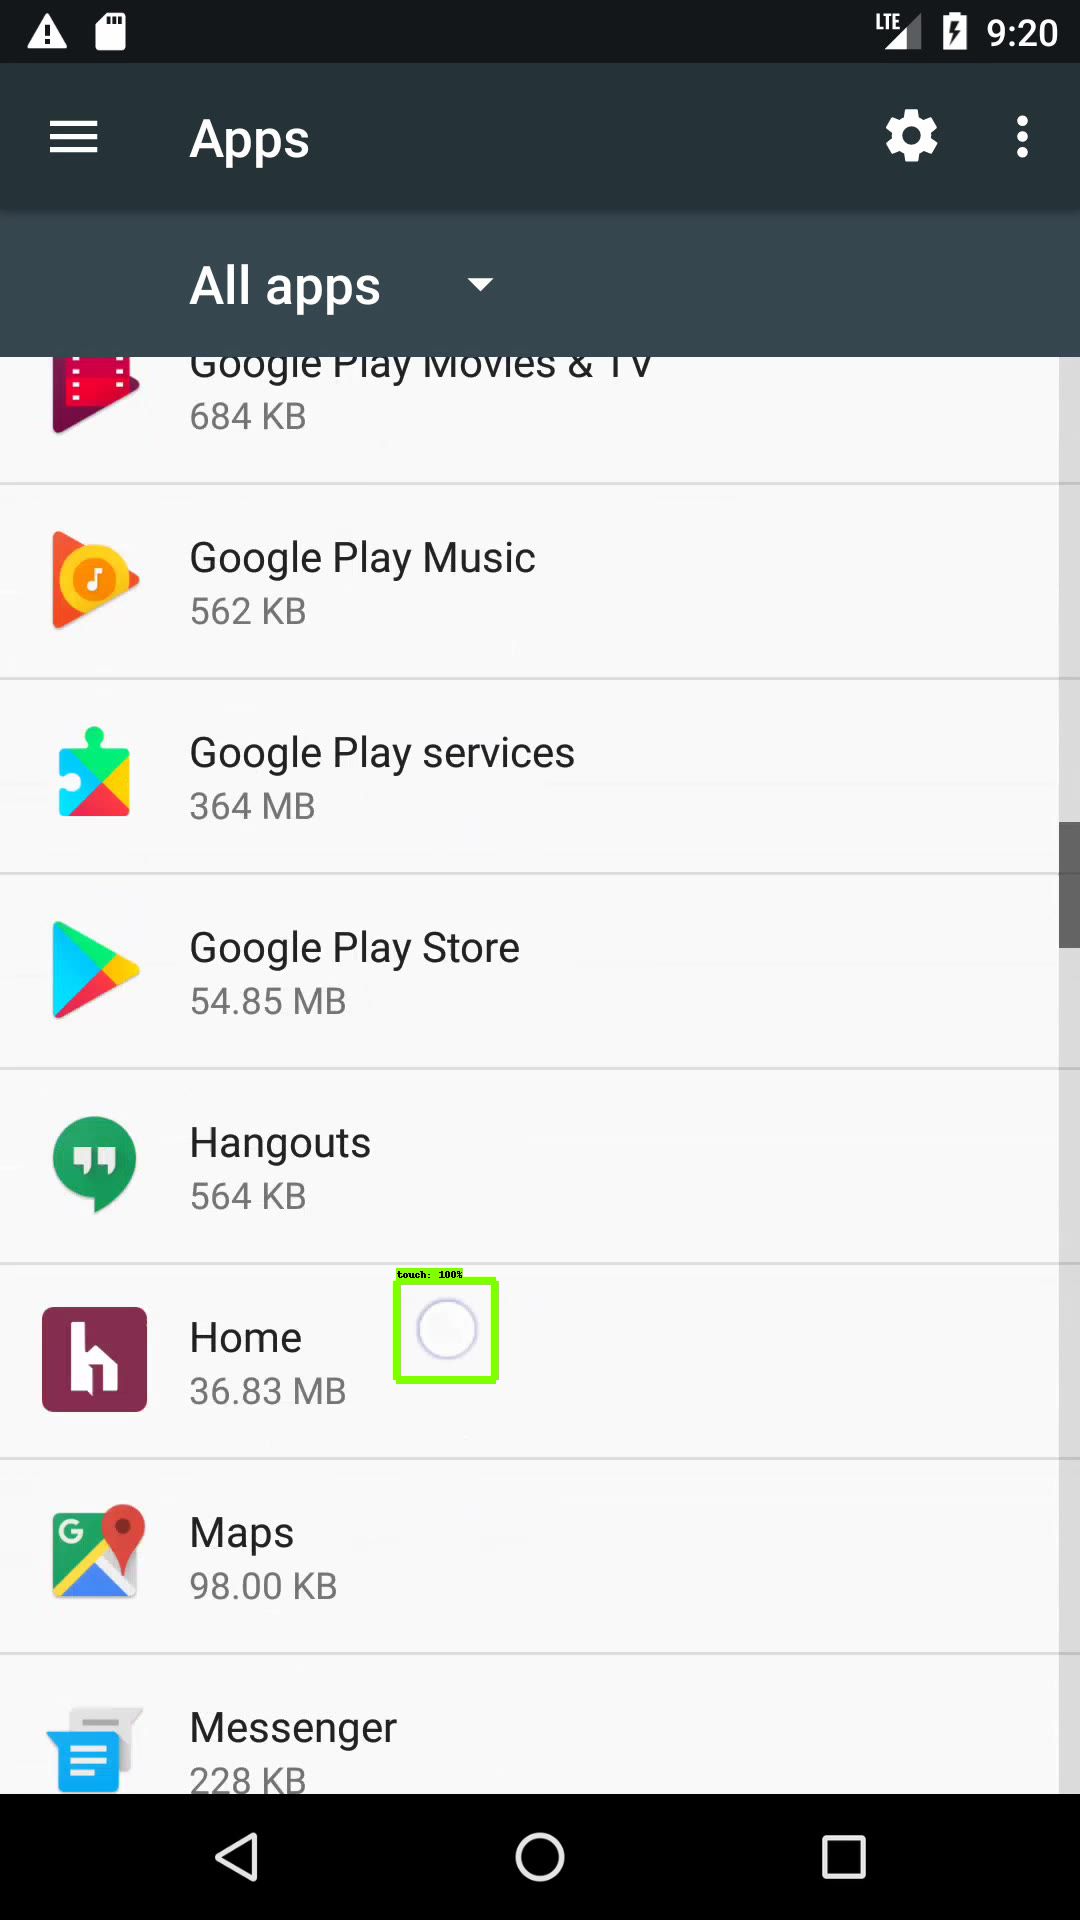 LTE 9:20
Apps
All apps
Google Play Movies & TV
684 KB
Google Play Music
562 KB
Google Play services
364 MB
Google Play Store
54.85 MB
Hangouts
564 KB
touch: 100%
Home
36.83 MB
Maps
98.00 KB
Messenger
228 KB